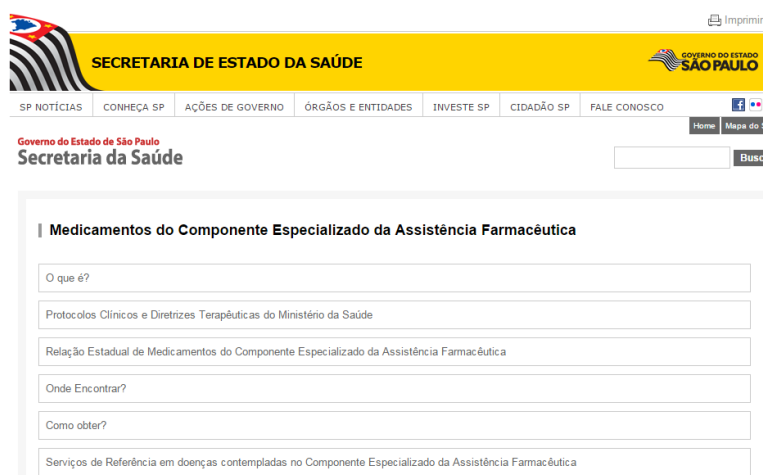 Imprimir
SECRETARIA DE ESTADO DA SAÚDE
GOVERNO DO ESTADO
SÃO PAULO
SP NOTÍCIAS CONHEÇA SP AÇÕES DE GOVERNO ÓRGÃOS E ENTIDADES INVESTE SP CIDADÃO SP FALE CONOSCO
Home Mapa do
Governo do Estado de São Paulo
Secretaria da Saúde
Busc
Medicamentos do Componente Especializado da Assistência Farmacêutica
O que é?
Protocolos Clínicos e Diretrizes Terapêuticas do Ministério da Saúde
Relação Estadual de Medicamentos do Componente Especializado da Assistência Farmacêutica
Onde Encontrar?
Como obter?
Serviços de Referência em doenças contempladas no Componente Especializado da Assistência Farmacêutica